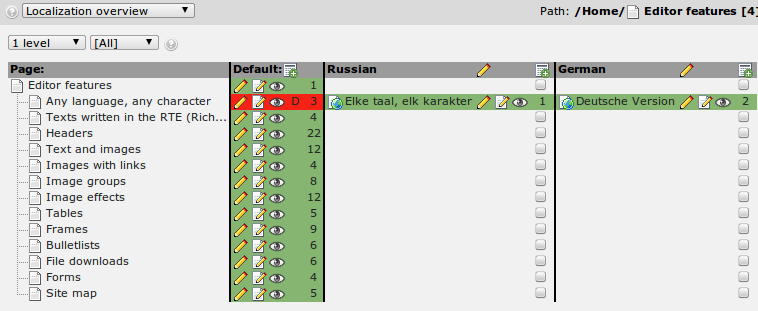 Localization overview Path: /Home/ Editor features [4]
1 level [All]
Page: Default: Russian German
Editor features 1
Any language, any character D 3 Elke taal, elk karakter 1 Deutsche Version 2
Texts written in the RTE (Rich... 4
Headers 22
Text and images 12
Images with links 4
Image groups 8
Image effects 12
Tables 5
Frames 9
Bulletlists 6
File downloads 6
Forms 4
Site map 5